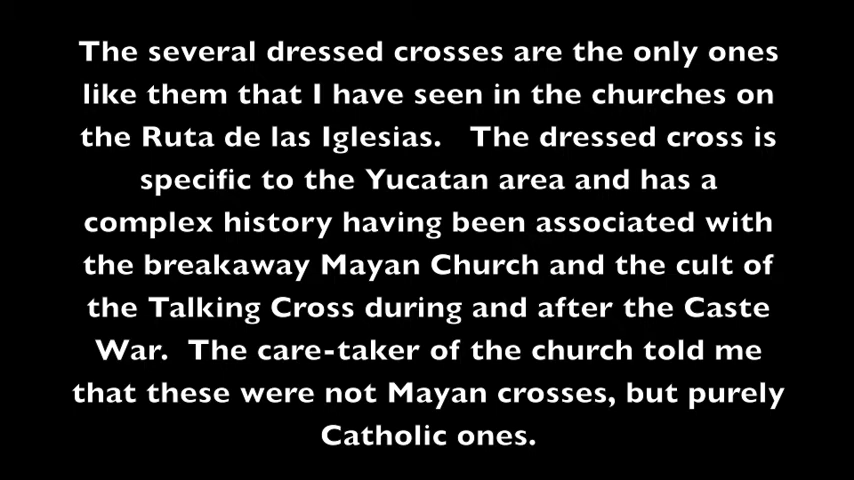 The several dressed crosses are the only ones
like them that I have seen in the churches on
the Ruta de las Iglesias.   The dressed cross is
specific to the Yucatan area and has a
complex history having been associated with
the breakaway Mayan Church and the cult of
the Talking Cross during and after the Caste
War.  The care-taker of the church told me
that these were not Mayan crosses, but purely
Catholic ones.